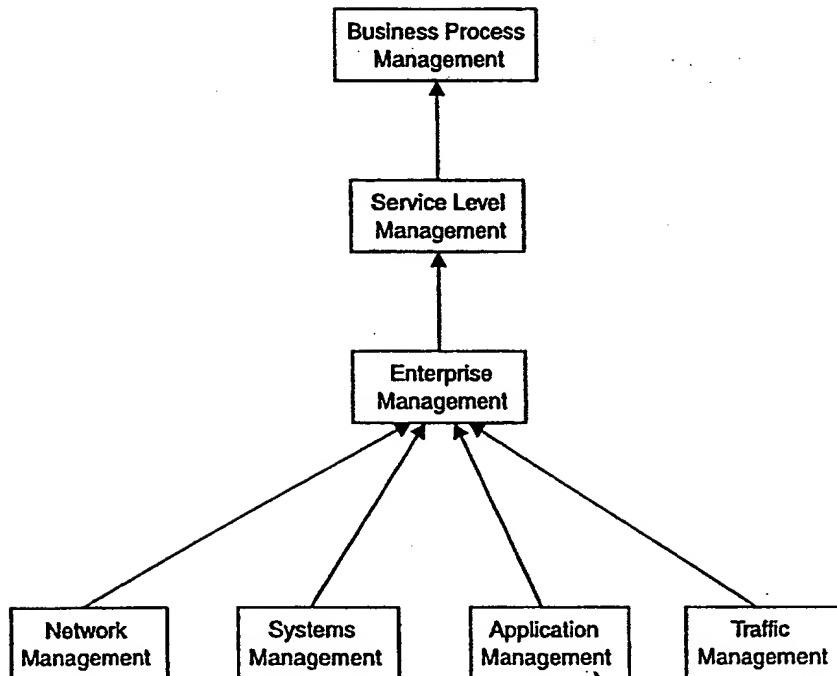 Business Process
Management
Service Level
Management
Enterprise
Management
Network
Management
Systems
Management
Application
Management
Traffic
Management